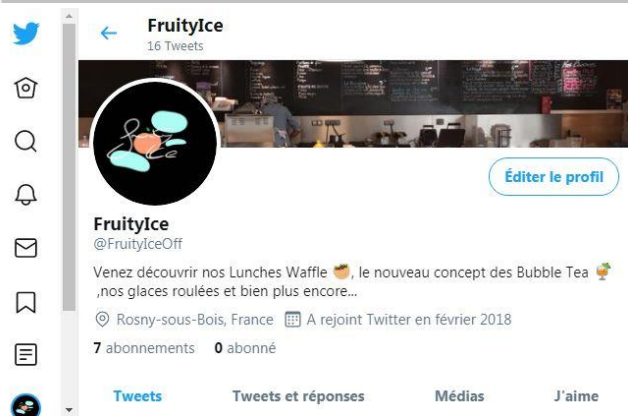 FruityIce
16 Tweets
Éditer le profil
FruityIce
@FruityIceOff
Venez découvrir nos Lunches Waffle 🥙, le nouveau concept des Bubble Tea 🍹
,nos glaces roulées et bien plus encore...
Rosny-sous-Bois, France A rejoint Twitter en février 2018
7 abonnements 0 abonné
Tweets Tweets et réponses Médias J'aime